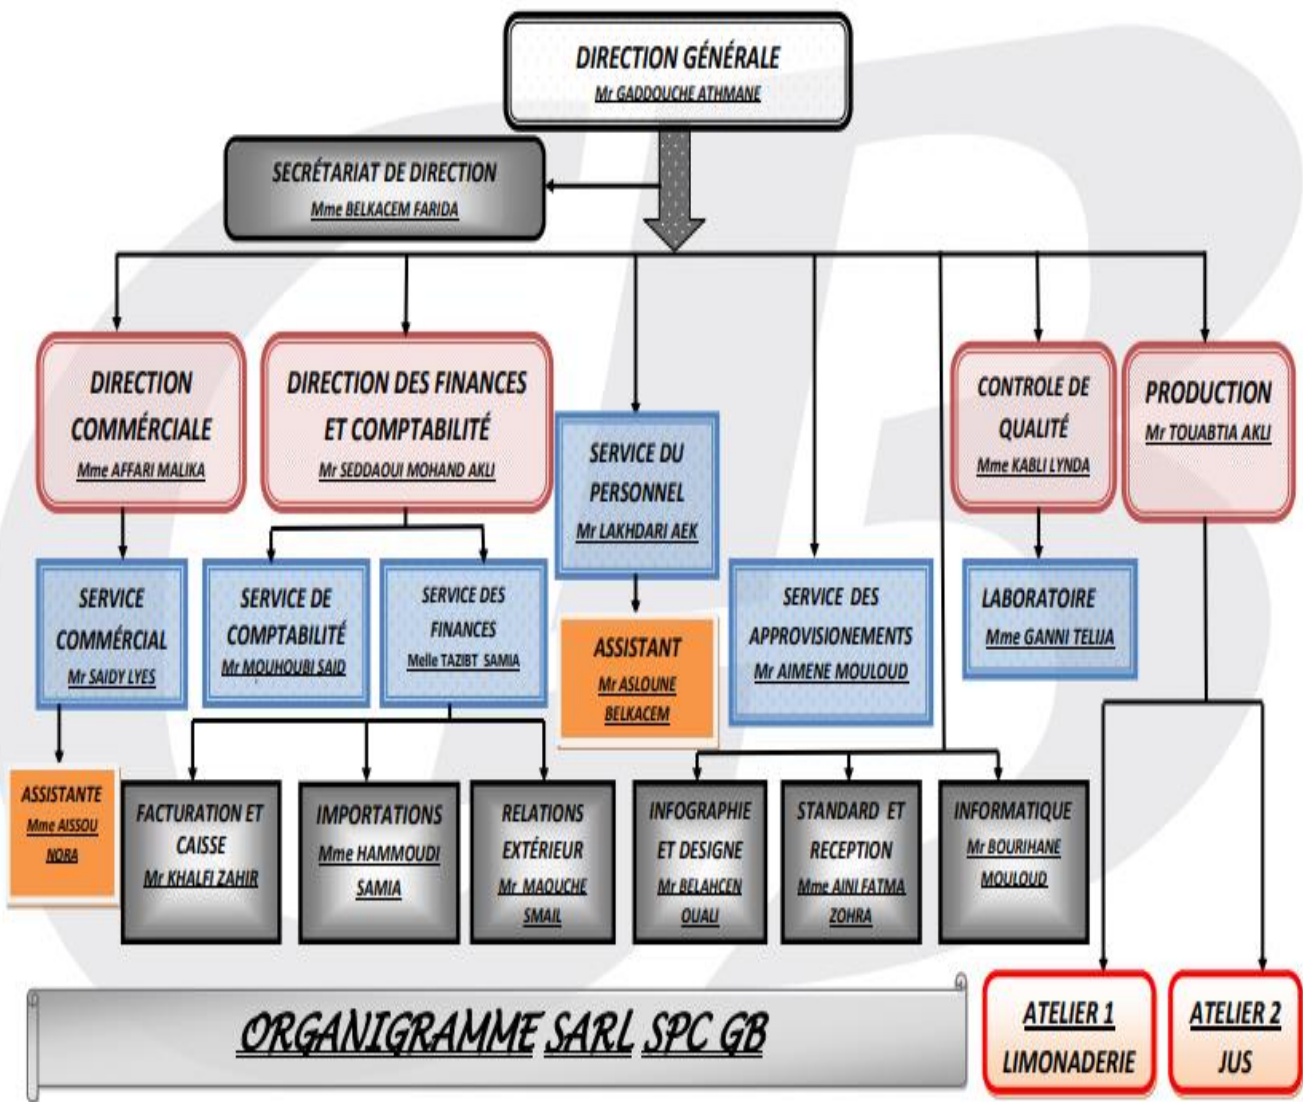 DIRECTION GÉNÉRALE
Mr GADDOUCHE ATHMANE
SECRÉTARIAT DE DIRECTION
Mme BELKACEM FARIDA
DIRECTION
COMMÉRCIALE
Mme AFFARI MALIKA
DIRECTION DES FINANCES
ET COMPTABILITÉ
Mr SEDDAOUI MOHAND AKLI
SERVICE DU
PERSONNEL
Mr LAKHDARI AEK
CONTROLE DE
QUALITÉ
Mme KABLI LYNDA
PRODUCTION
Mr TOUABTIA AKLI
SERVICE
COMMÉRCIAL
Mr SAIDY LYES
SERVICE DE
COMPTABILITÉ
Mr MOUHOUBI SAID
SERVICE DES
FINANCES
Melle TAZIBT SAMIA
ASSISTANT
Mr ASLOUNE
BELKACEM
SERVICE DES
APPROVISIONEMENTS
Mr AIMENE MOULOUD
LABORATOIRE
Mme GANNI TELIJA
ASSISTANTE
Mme AISSOU
NORA
FACTURATION ET
CAISSE
Mr KHALFI ZAHIR
IMPORTATIONS
Mme HAMMOUDI
SAMIA
RELATIONS
EXTÉRIEUR
Mr MAOUCHE
SMAIL
INFOGRAPHIE
ET DESIGNE
Mr BELAHCEN
OUALI
STANDARD ET
RECEPTION
Mme AINI FATMA
ZOHRA
INFORMATIQUE
Mr BOURIHANE
MOULOUD
ORGANIGRAMME SARL SPC GB
ATELIER 1
LIMONADERIE
ATELIER 2
JUS